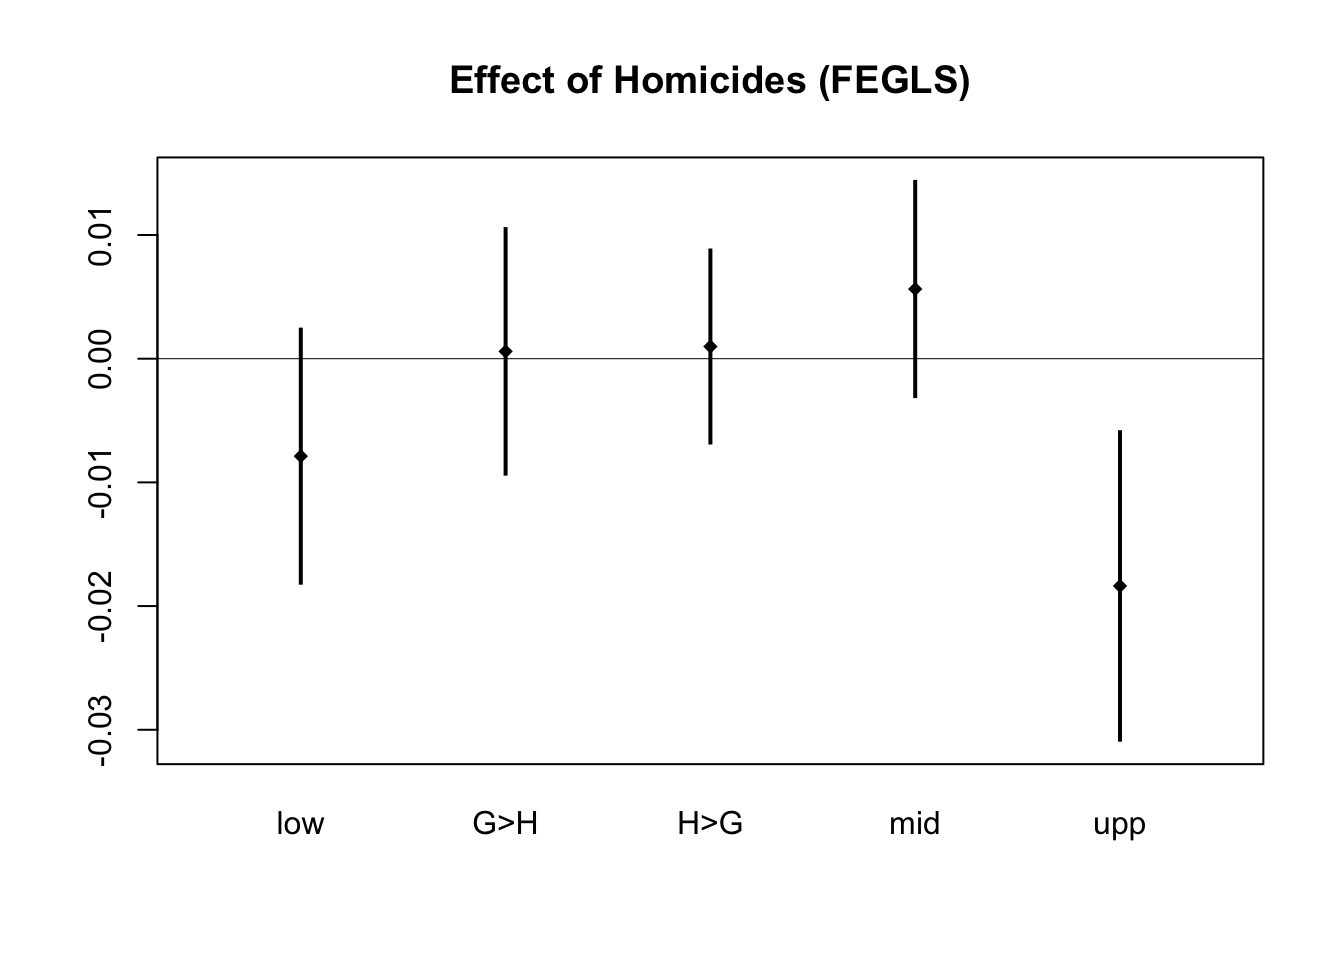 Effect of Homicides (FEGLS)
0.01
0.00
-0.01
-0.02
-0.03
low G>H H>G mid upp